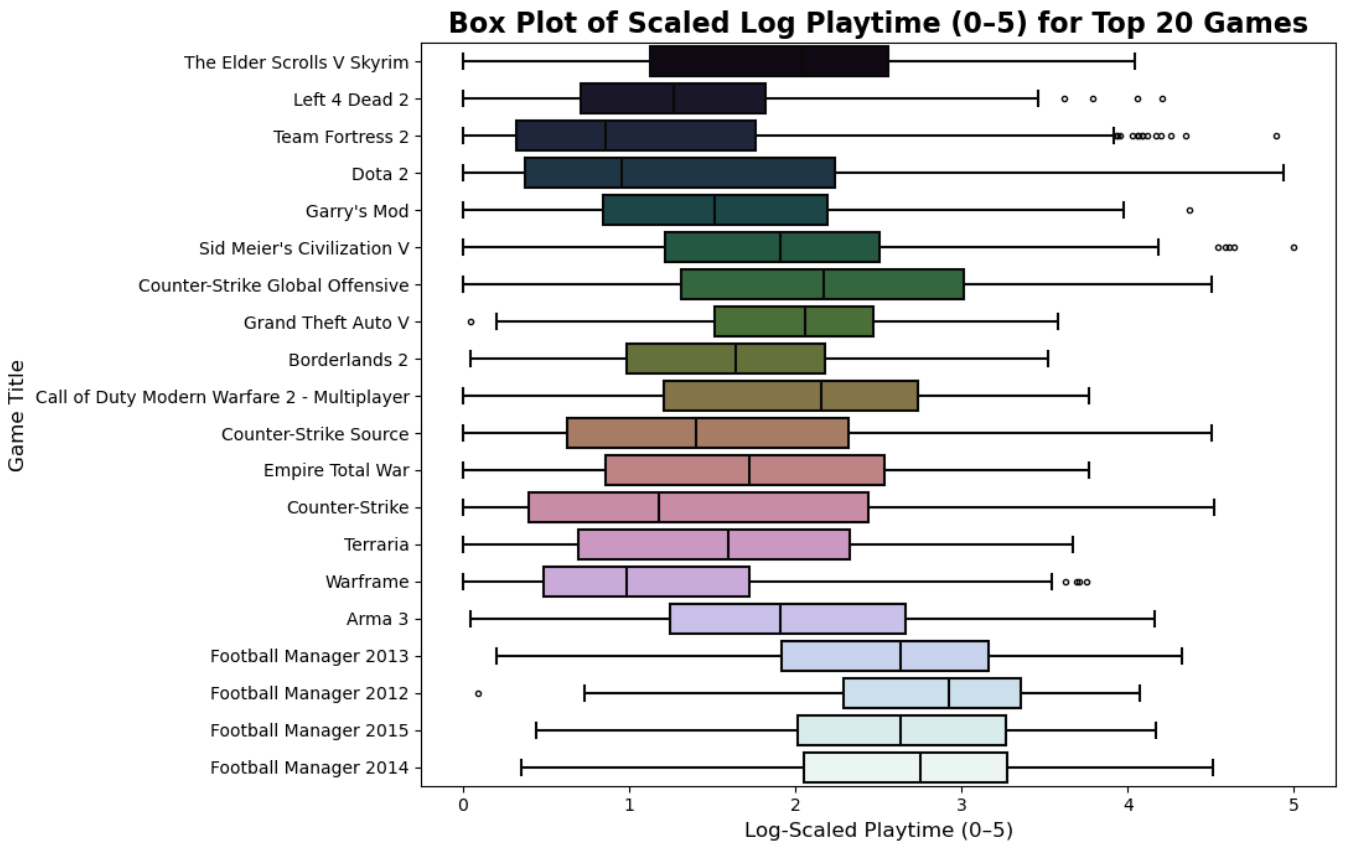 Box Plot of Scaled Log Playtime (0–5) for Top 20 Games
The Elder Scrolls V Skyrim
Left 4 Dead 2
Team Fortress 2
Dota 2
Garry's Mod
Sid Meier's Civilization V
Counter-Strike Global Offensive
Grand Theft Auto V
Borderlands 2
Call of Duty Modern Warfare 2 - Multiplayer
Counter-Strike Source
Empire Total War
Counter-Strike
Terraria
Warframe
Arma 3
Football Manager 2013
Football Manager 2012
Football Manager 2015
Football Manager 2014
Game Title
0 1 2 3 4 5
Log-Scaled Playtime (0–5)